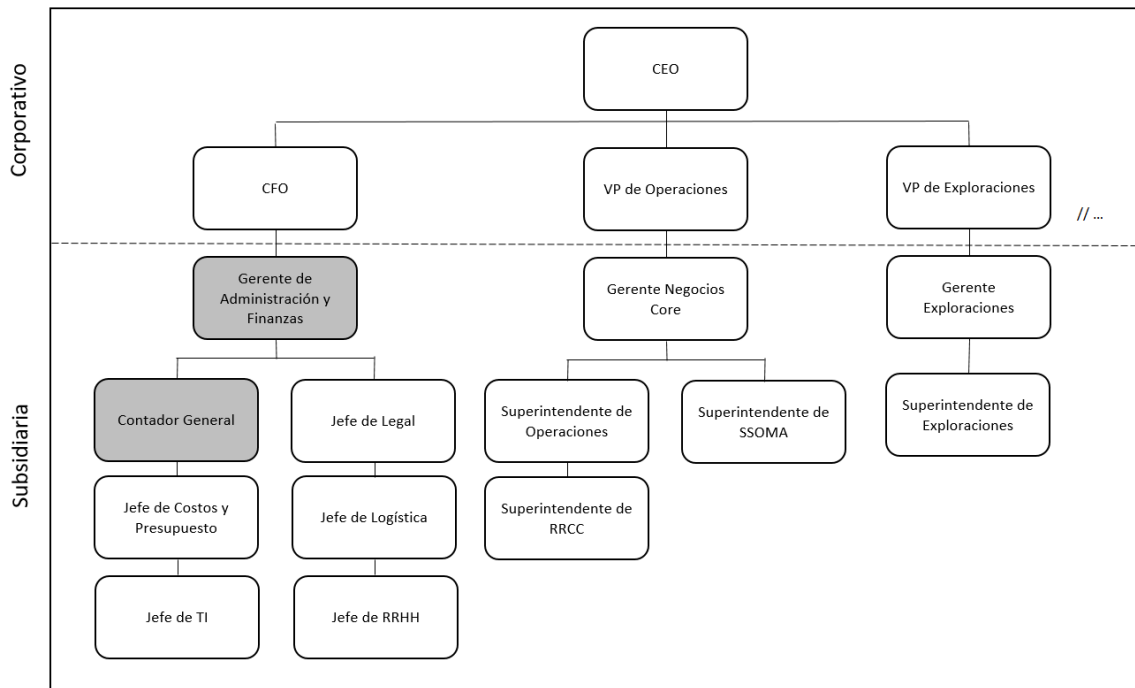 Corporativo
CEO
CFO
VP de Operaciones
VP de Exploraciones
// ...
Subsidiaria
Gerente de
Administración y
Finanzas
Gerente Negocios
Core
Gerente
Exploraciones
Contador General
Jefe de Legal
Superintendente de
Operaciones
Superintendente de
SSOMA
Superintendente de
Exploraciones
Jefe de Costos y
Presupuesto
Jefe de Logística
Superintendente de
RRCC
Jefe de TI
Jefe de RRHH